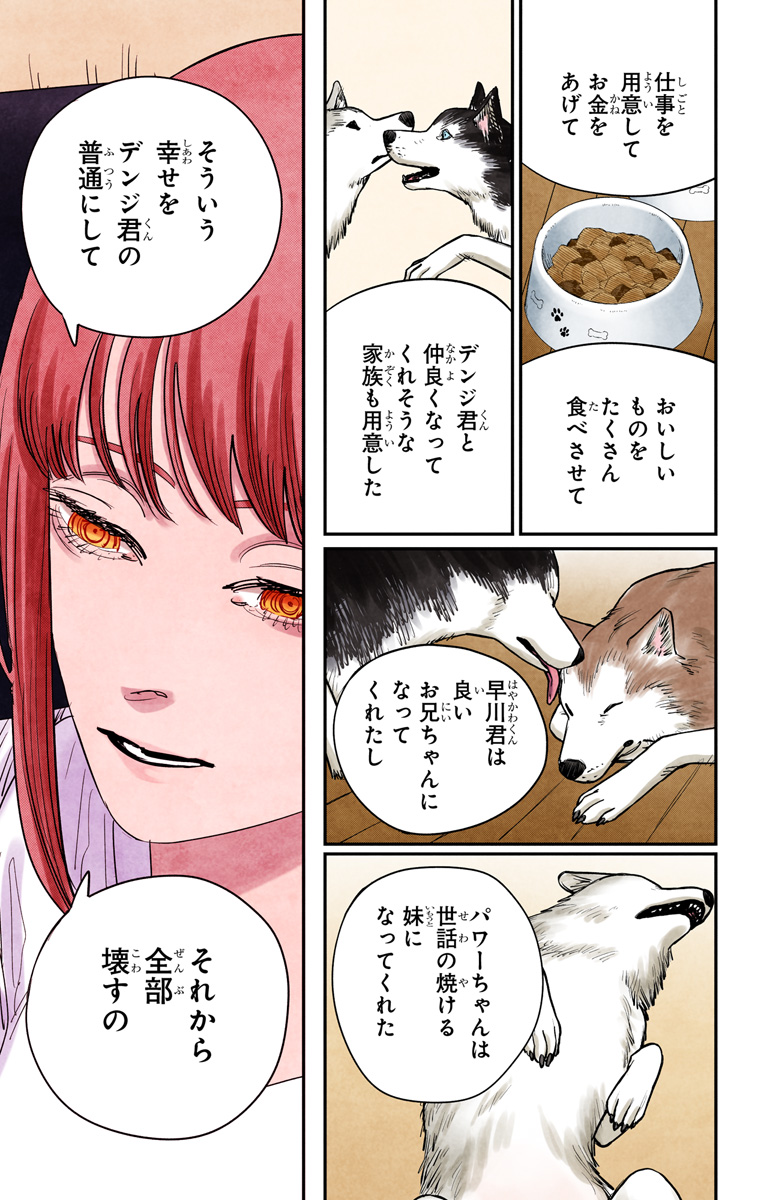 仕事を
用意して
お金を
あげて
おいしい
ものを
たくさん
食べさせて
デンジ君と
仲良くなって
くれそうな
家族も用意した
早川君は
良い
お兄ちゃんに
なって
くれたし
パワーちゃんは
世話の焼ける
妹に
なってくれた
そういう
幸せを
デンジ君の
普通にして
それから
全部
壊すの